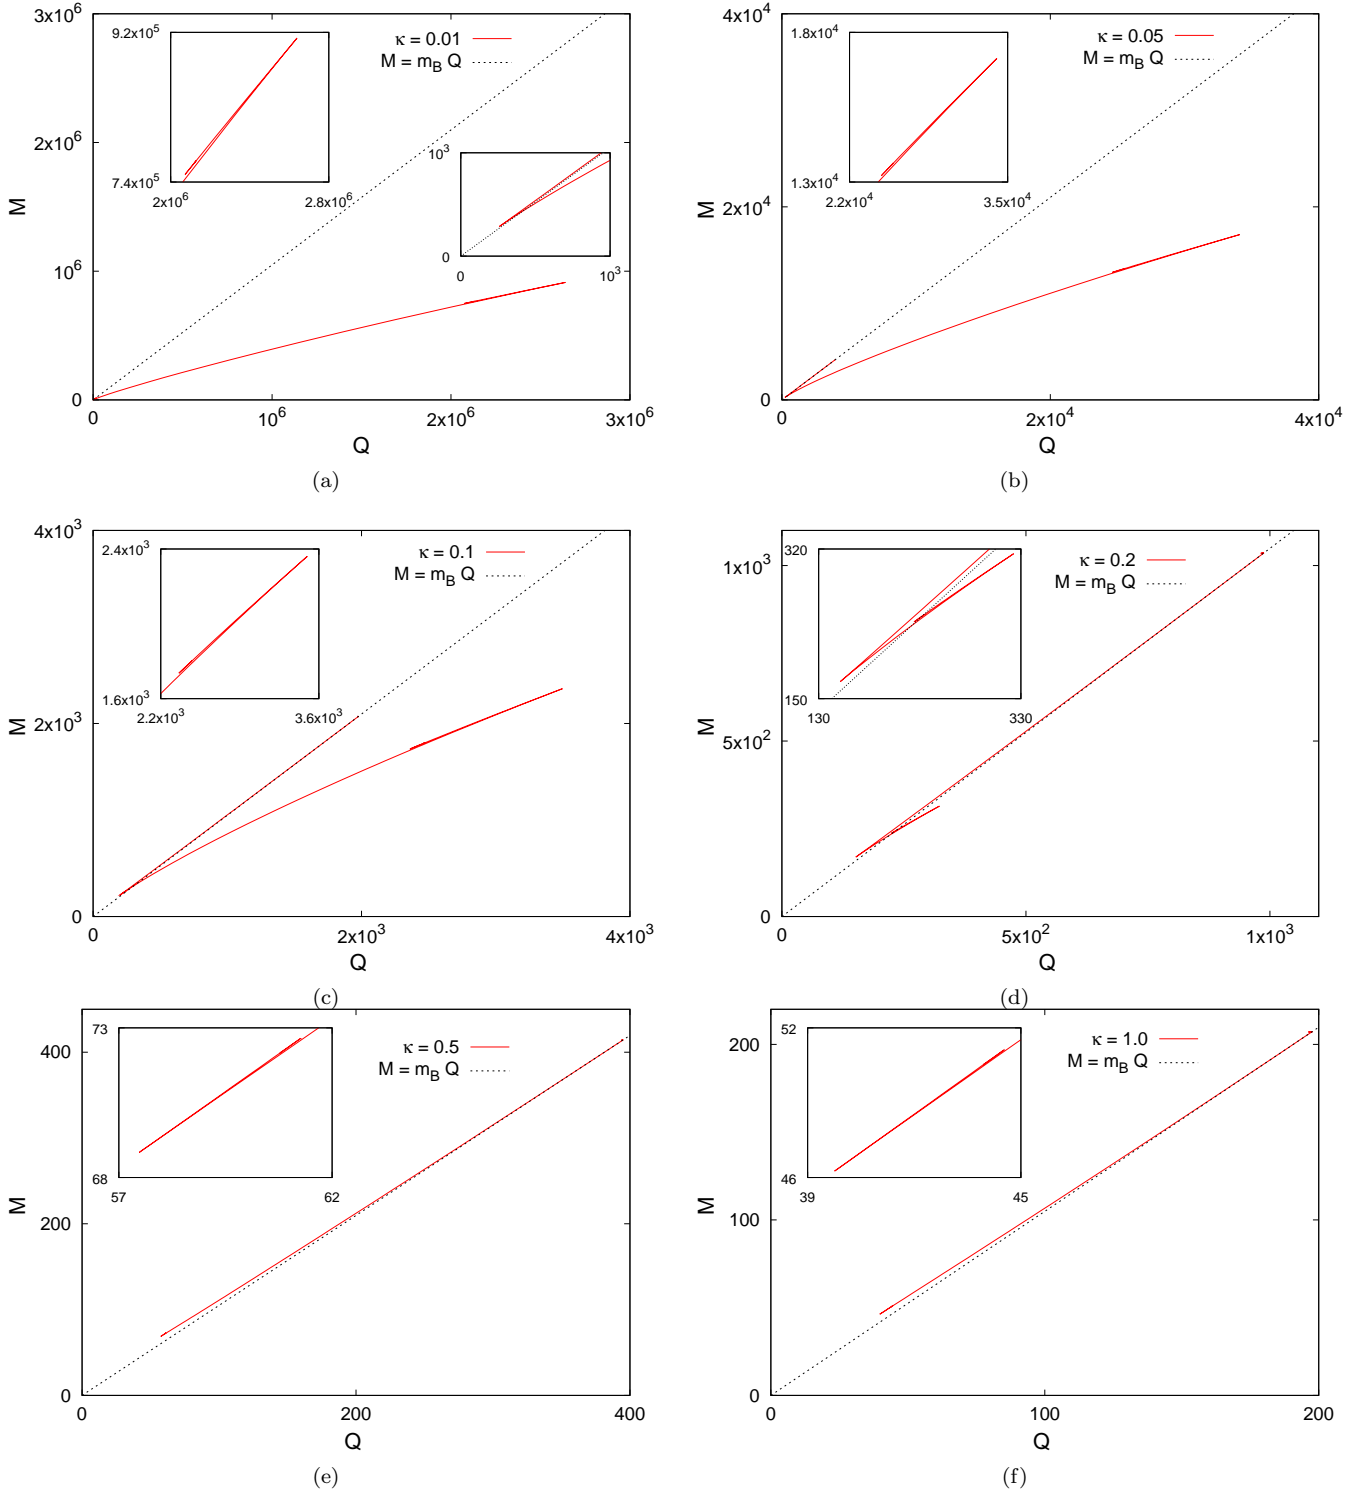 3x10^6
2x10^6
10^6
0
M
0
10^6
2x10^6
3x10^6
Q
κ = 0.01
M = m_B Q
9.2x10^5
7.4x10^5
2x10^6
2.8x10^6
10^3
0
0
10^3
(a)
4x10^4
2x10^4
0
M
0
2x10^4
4x10^4
Q
κ = 0.05
M = m_B Q
1.8x10^4
1.3x10^4
2.2x10^4
3.5x10^4
(b)
4x10^3
2x10^3
0
M
0
2x10^3
4x10^3
Q
κ = 0.1
M = m_B Q
2.4x10^3
1.6x10^3
2.2x10^3
3.6x10^3
(c)
1x10^3
5x10^2
0
M
0
5x10^2
1x10^3
Q
κ = 0.2
M = m_B Q
320
150
130
330
(d)
400
200
0
M
0
200
400
Q
κ = 0.5
M = m_B Q
73
68
57
62
(e)
200
100
0
M
0
100
200
Q
κ = 1.0
M = m_B Q
52
46
39
45
(f)